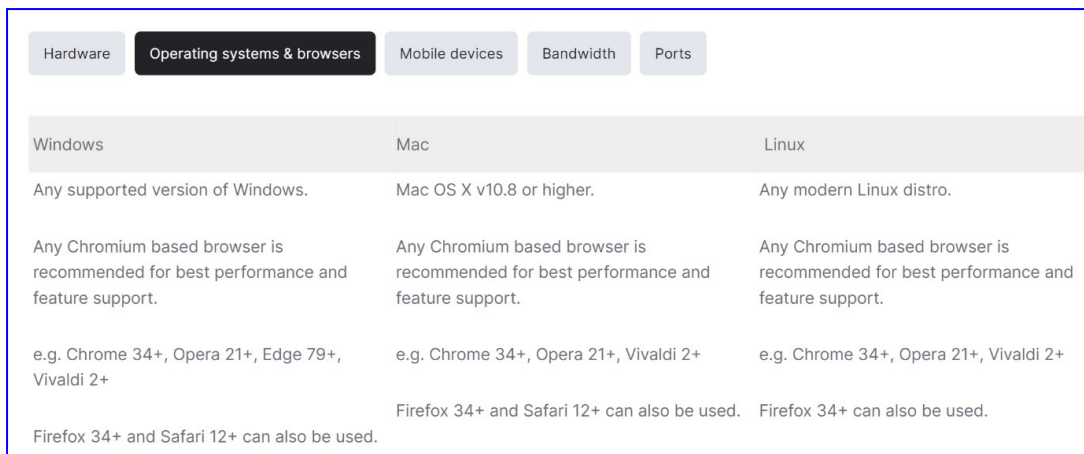 Hardware
Operating systems & browsers
Mobile devices
Bandwidth
Ports
Windows
Mac
Linux
Any supported version of Windows.
Mac OS X v10.8 or higher.
Any modern Linux distro.
Any Chromium based browser is
recommended for best performance and
feature support.
Any Chromium based browser is
recommended for best performance and
feature support.
Any Chromium based browser is
recommended for best performance and
feature support.
e.g. Chrome 34+, Opera 21+, Edge 79+,
Vivaldi 2+
e.g. Chrome 34+, Opera 21+, Vivaldi 2+
e.g. Chrome 34+, Opera 21+, Vivaldi 2+
Firefox 34+ and Safari 12+ can also be used.
Firefox 34+ and Safari 12+ can also be used.
Firefox 34+ can also be used.